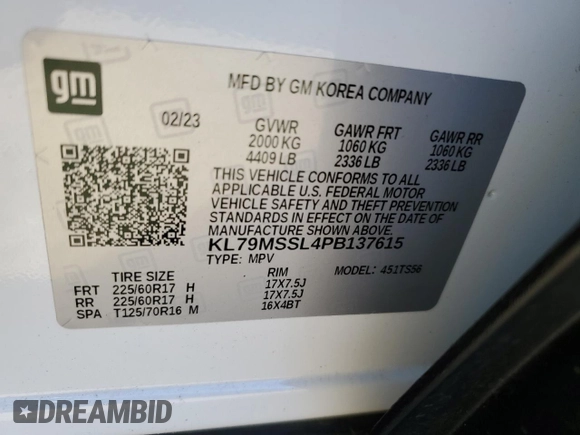 gm
MFD BY GM KOREA COMPANY
02/23
GVWR GAWR FRT GAWR RR
2000 KG 1060 KG 1060 KG
4409 LB 2336 LB 2336 LB
THIS VEHICLE CONFORMS TO ALL
APPLICABLE U.S. FEDERAL MOTOR
VEHICLE SAFETY AND THEFT
STANDARDS IN EFFECT ON THE DATE OF
MANUFACTURE SHOWN ABOVE.
KL79MSSL4PB137615
TYPE: MPV MODEL: 451TS56
TIRE SIZE RIM
FRT 225/60R17 H 17X7.5J
RR 225/60R17 H 17X7.5J
SPA T125/70R16 M 16X4BT
DREAMBID